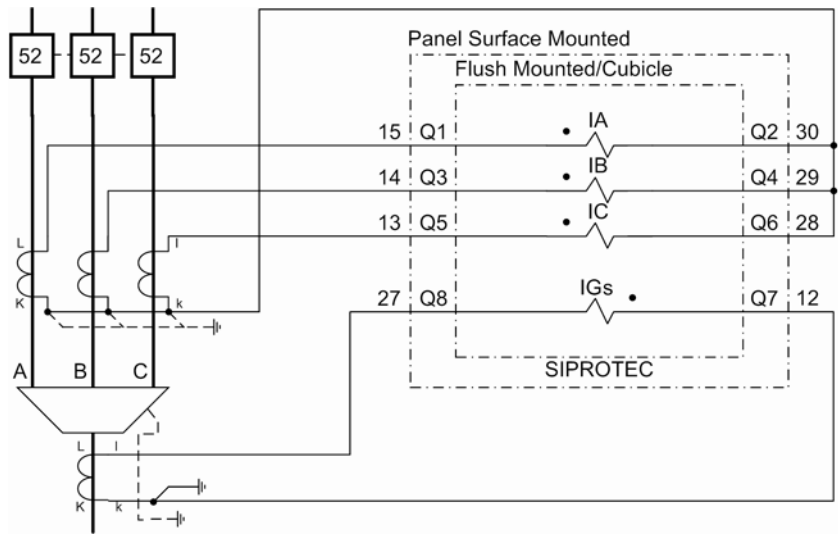 52 52 52
Panel Surface Mounted
Flush Mounted/Cubicle
15 Q1 IA Q2 30
14 Q3 IB Q4 29
13 Q5 IC Q6 28
L l
K k
27 Q8 IGs Q7 12
SIPROTEC
A B C
L l
K k